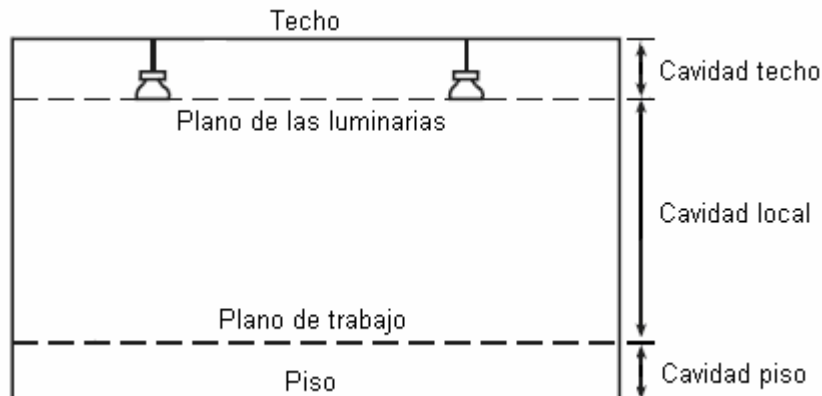 Techo
Cavidad techo
Plano de las luminarias
Cavidad local
Plano de trabajo
Cavidad piso
Piso